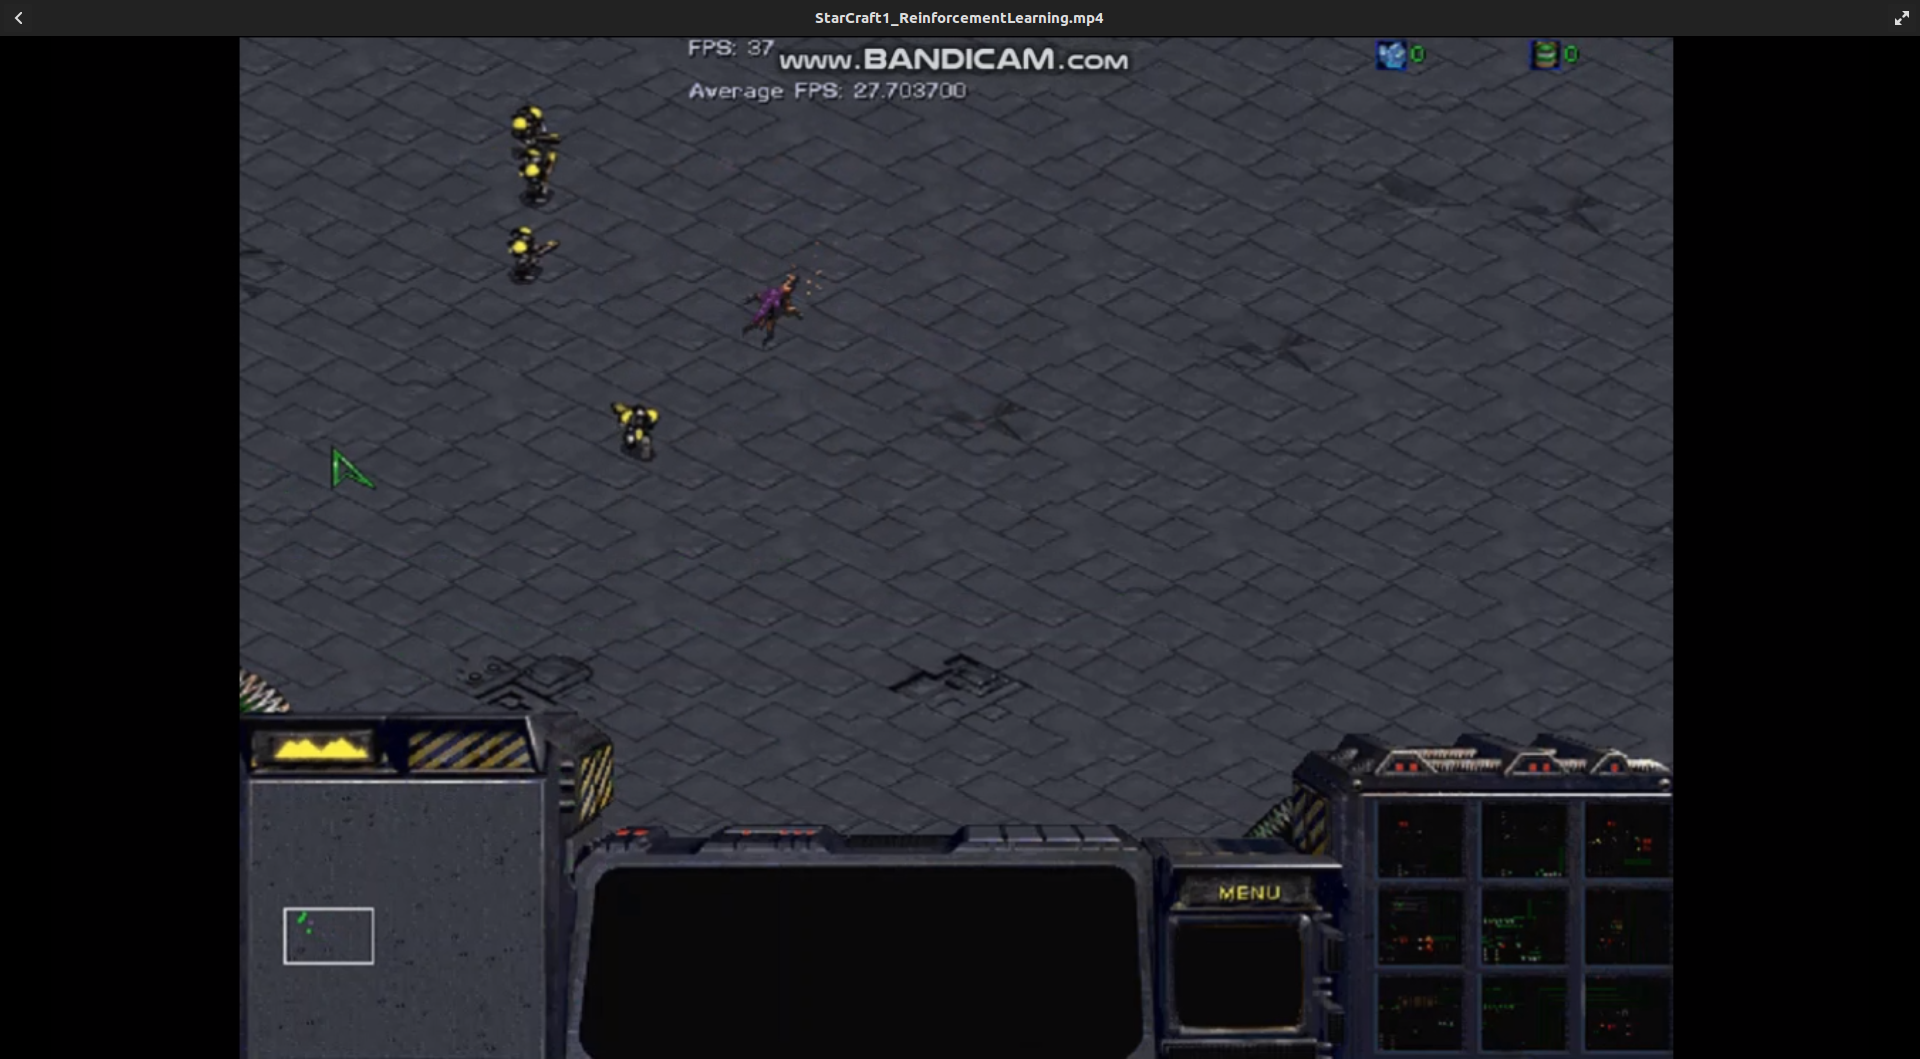 StarCraft1_ReinforcementLearning.mp4
FPS: 37
www.BANDICAM.COM
0
0
Average FPS: 27.703700
MENU